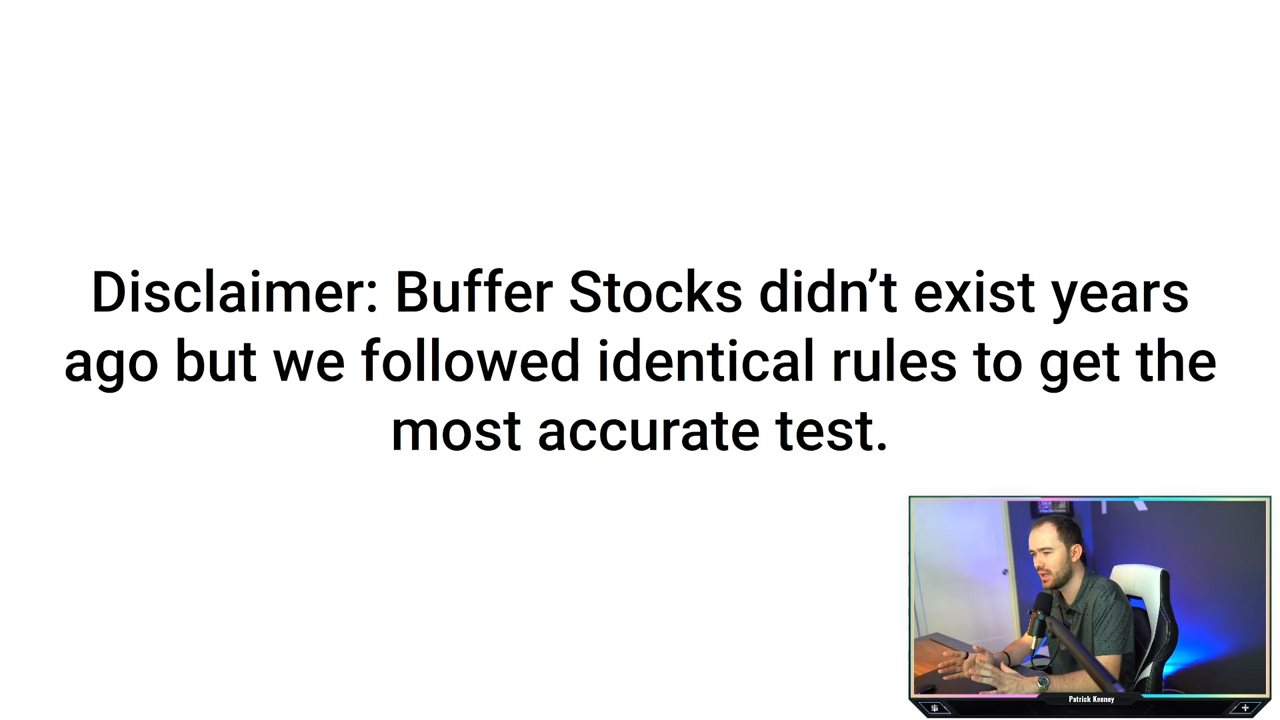 Disclaimer: Buffer Stocks didn’t exist years
ago but we followed identical rules to get the
most accurate test.
Patrick Kenney